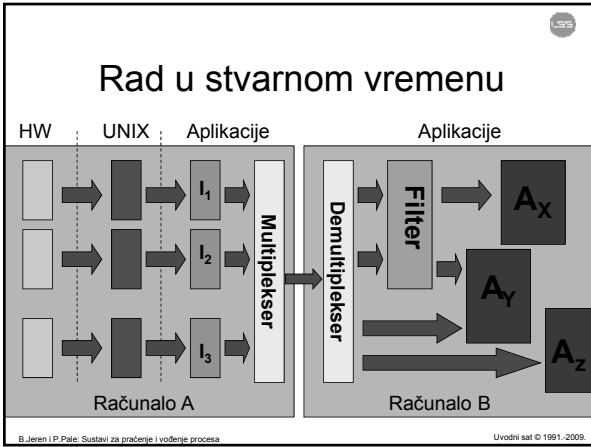 LSS
Rad u stvarnom vremenu
HW UNIX Aplikacije Aplikacije
I1
I2
I3
Multiplekser
Demultiplekser
Filter
AX
AY
Az
Računalo A Računalo B
B.Jeren i P.Pale: Sustavi za praćenje i vođenje procesa
Uvodni sat © 1991.-2009.